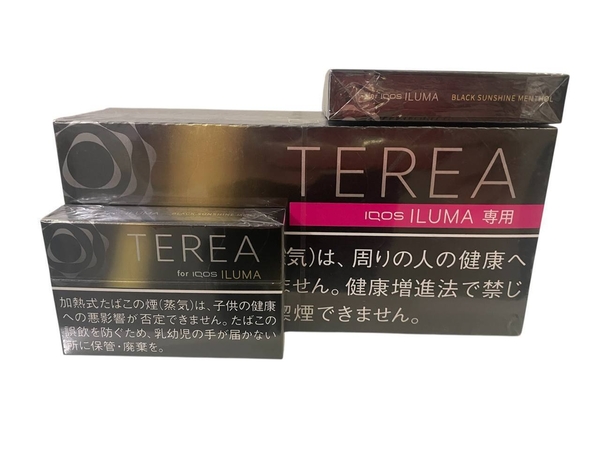 for IQOS ILUMA BLACK SUNSHINE MENTHOL
TEREA
IQOS ILUMA 専用
気)は、周りの人の健康へ
ません。健康増進法で禁じ
喫煙できません。
BLACK SUNSHINE
TEREA
for IQOS ILUMA
加熱式たばこの煙(蒸気)は、子供の健康
への悪影響が否定できません。たばこの
誤飲を防ぐため、乳幼児の手が届かない
所に保管・廃棄を。